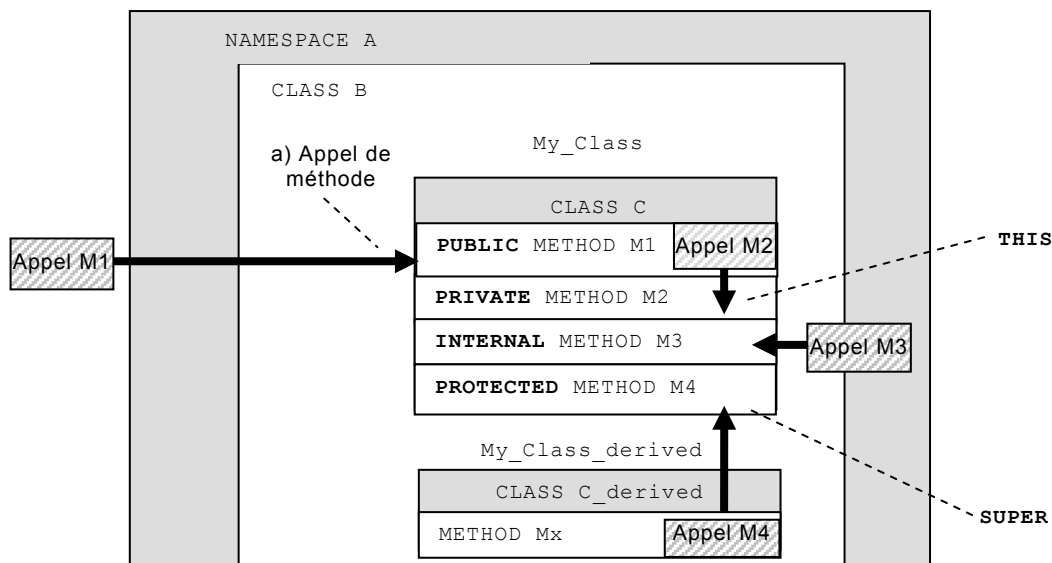 NAMESPACE A
CLASS B
My_Class
a) Appel de
méthode
CLASS C
PUBLIC METHOD M1
Appel M2
THIS
Appel M1
PRIVATE METHOD M2
INTERNAL METHOD M3
Appel M3
PROTECTED METHOD M4
My_Class_derived
CLASS C_derived
SUPER
METHOD Mx
Appel M4